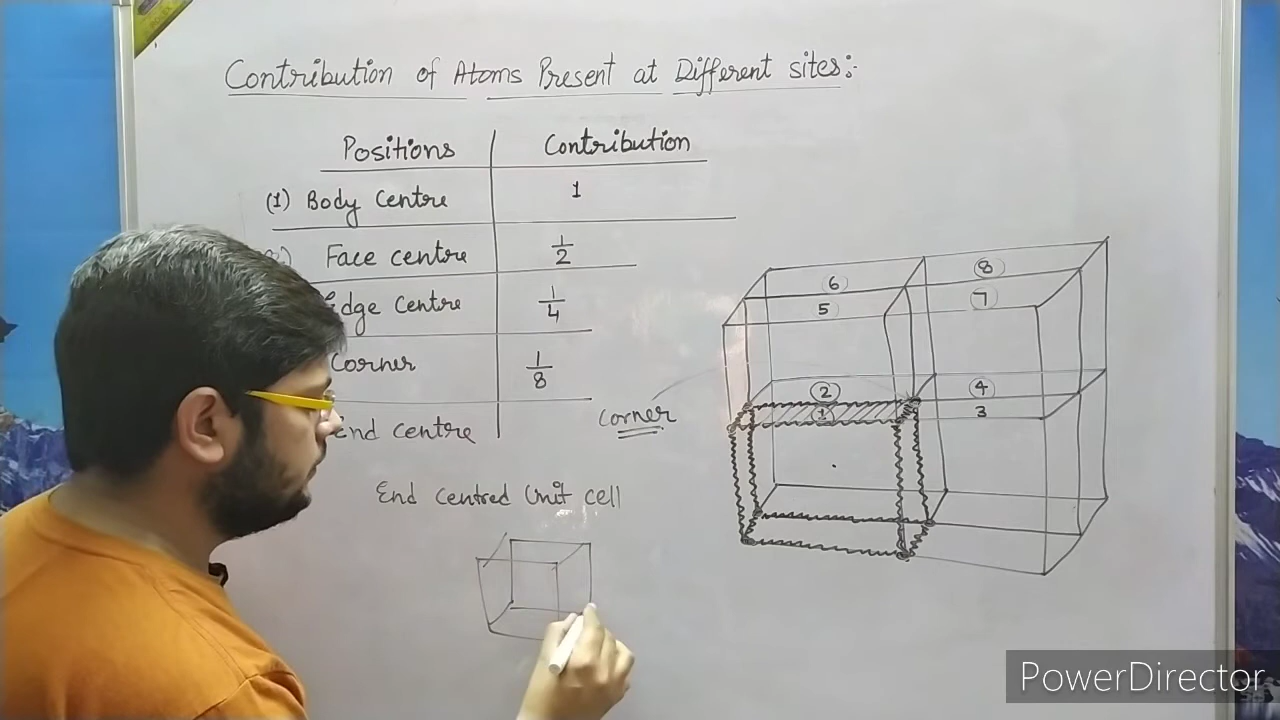 Contribution of Atoms Present at Different sites:-
Positions Contribution
(1) Body Centre 1
Face centre 1/2
Edge Centre 1/4
Corner 1/8
End centre
End Centred Unit cell
corner
6 8
5 7
2 4
1 3
PowerDirector